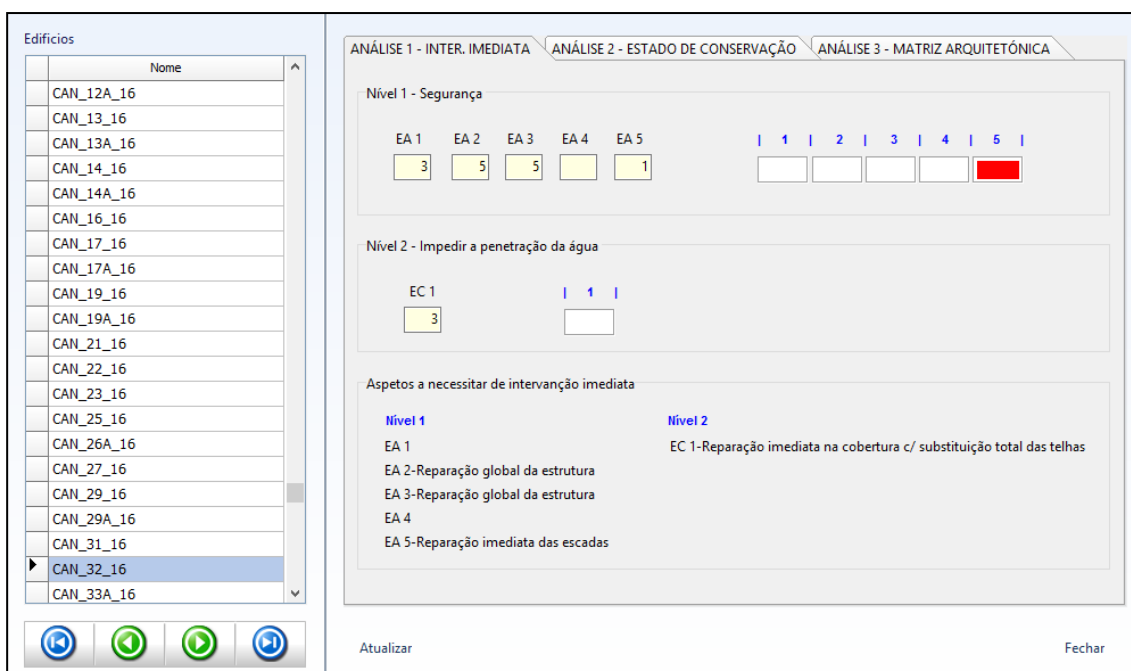 Edificios
Nome
CAN_12A_16
CAN_13_16
CAN_13A_16
CAN_14_16
CAN_14A_16
CAN_16_16
CAN_17_16
CAN_17A_16
CAN_19_16
CAN_19A_16
CAN_21_16
CAN_22_16
CAN_23_16
CAN_25_16
CAN_26A_16
CAN_27_16
CAN_29_16
CAN_29A_16
CAN_31_16
CAN_32_16
CAN_33A_16
ANÁLISE 1 - INTER. IMEDIATA ANÁLISE 2 - ESTADO DE CONSERVAÇÃO ANÁLISE 3 - MATRIZ ARQUITETÓNICA
Nível 1 - Segurança
EA 1 EA 2 EA 3 EA 4 EA 5 | 1 | 2 | 3 | 4 | 5 |
3 5 5 1
Nível 2 - Impedir a penetração da água
EC 1 | 1 |
3
Aspetos a necessitar de intervanção imediata
Nível 1 Nível 2
EA 1 EC 1-Reparação imediata na cobertura c/ substituição total das telhas
EA 2-Reparação global da estrutura
EA 3-Reparação global da estrutura
EA 4
EA 5-Reparação imediata das escadas
Atualizar Fechar